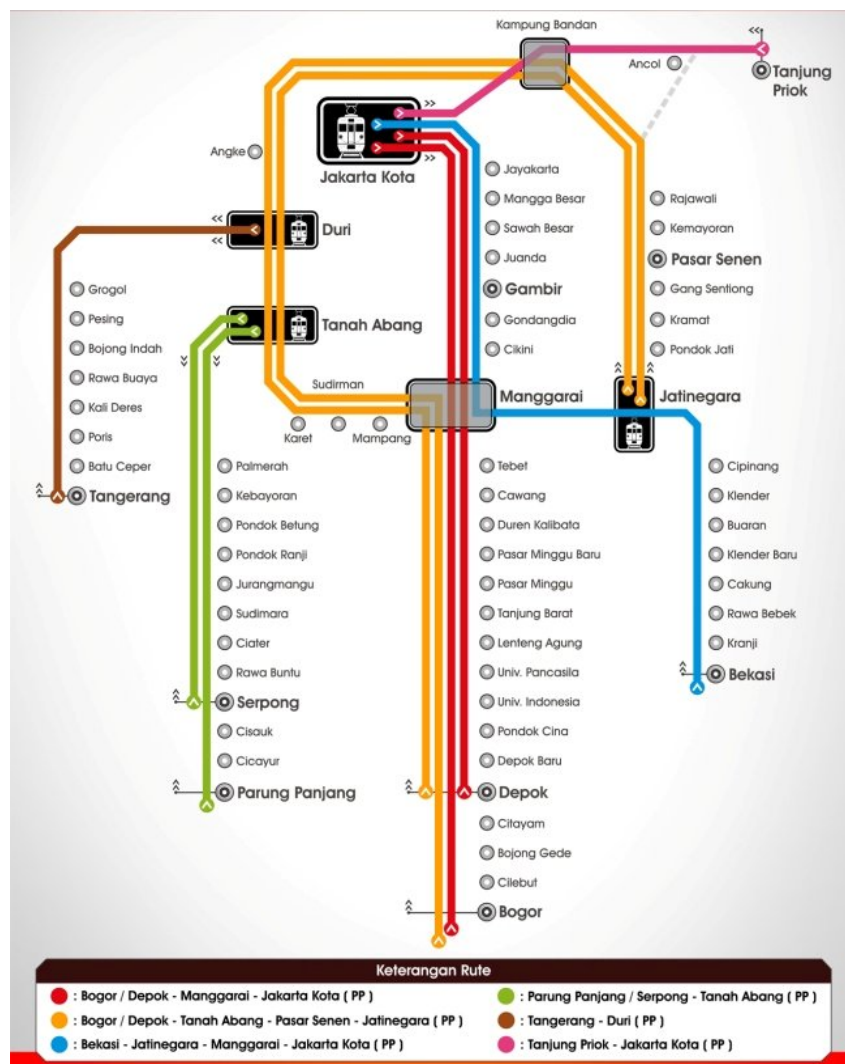 Kampung Bandan
Ancol
Tanjung
Priok
Angke
Jakarta Kota
Jayakarta
Mangga Besar
Sawah Besar
Juanda
Gambir
Gondangdia
Cikini
Rajawali
Kemayoran
Pasar Senen
Gang Sentiong
Kramat
Pondok Jati
Duri
Tanah Abang
Grogol
Pesing
Bojong Indah
Rawa Buaya
Kali Deres
Poris
Batu Ceper
Tangerang
Sudirman
Karet
Mampang
Manggarai
Jatinegara
Palmerah
Kebayoran
Pondok Betung
Pondok Ranji
Jurangmangu
Sudimara
Ciater
Rawa Buntu
Serpong
Cisauk
Cicayur
Parung Panjang
Tebet
Cawang
Duren Kalibata
Pasar Minggu Baru
Pasar Minggu
Tanjung Barat
Lenteng Agung
Univ. Pancasila
Univ. Indonesia
Pondok Cina
Depok Baru
Depok
Citayam
Bojong Gede
Cilebut
Bogor
Cipinang
Klender
Buaran
Klender Baru
Cakung
Rawa Bebek
Kranji
Bekasi
Keterangan Rute
: Bogor / Depok - Manggarai - Jakarta Kota ( PP )
: Bogor / Depok - Tanah Abang - Pasar Senen - Jatinegara ( PP )
: Bekasi - Jatinegara - Manggarai - Jakarta Kota ( PP )
: Parung Panjang / Serpong - Tanah Abang ( PP )
: Tangerang - Duri ( PP )
: Tanjung Priok - Jakarta Kota ( PP )